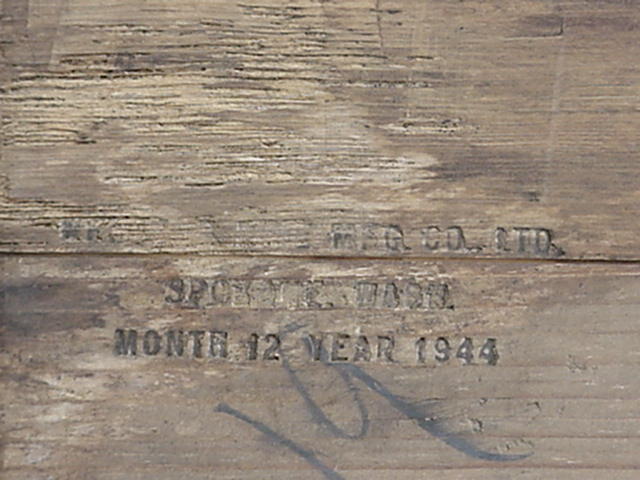 MFG. CO., LTD.
SPOKANE, WASH.
MONTH 12 YEAR 1944